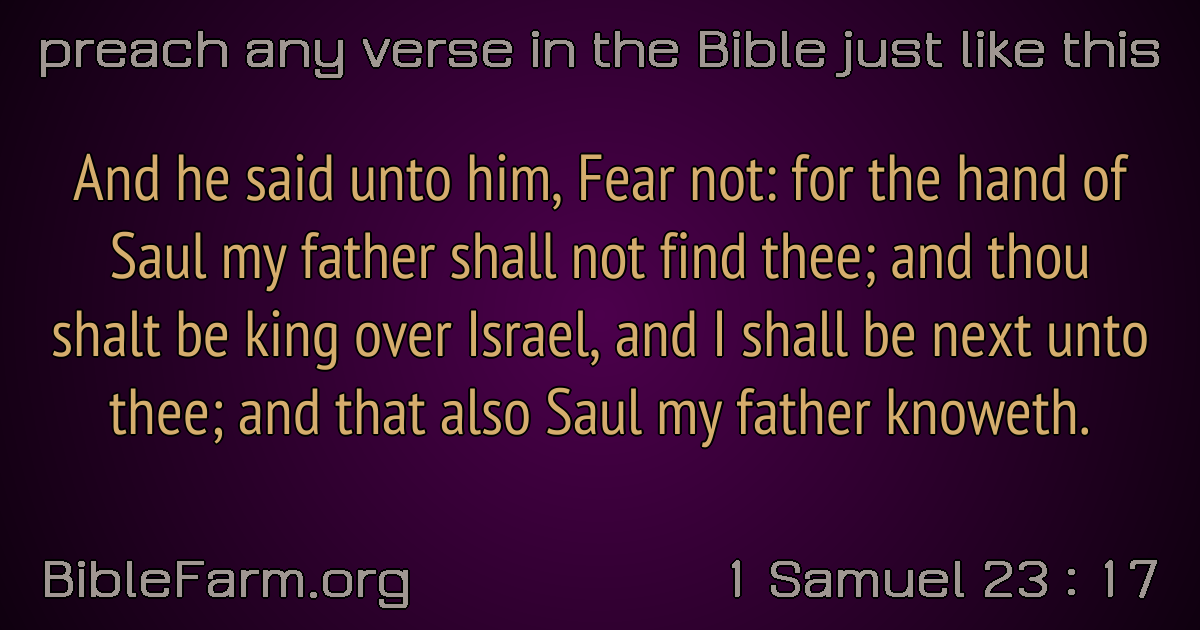 preach any verse in the Bible just like this
And he said unto him, Fear not: for the hand of
Saul my father shall not find thee; and thou
shalt be king over Israel, and I shall be next unto
thee; and that also Saul my father knoweth.
BibleFarm.org
1 Samuel 23 : 17